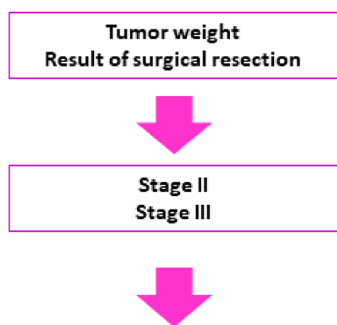 Tumor weight
Result of surgical resection
Stage II
Stage III